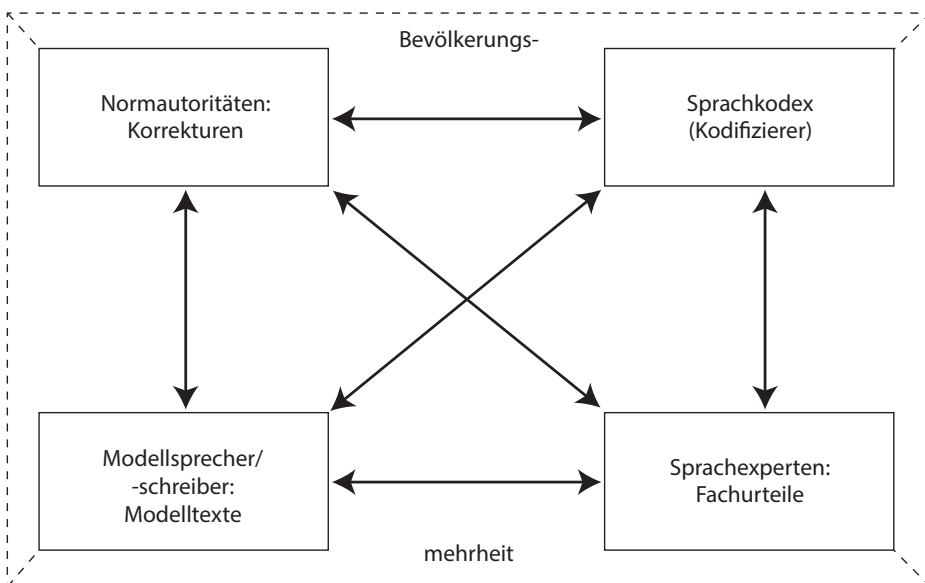 Bevölkerungs-
Normautoritäten:
Korrekturen
Sprachkodex
(Kodifizierer)
Modellsprecher/
-schreiber:
Modelltexte
Sprachexperten:
Fachurteile
mehrheit